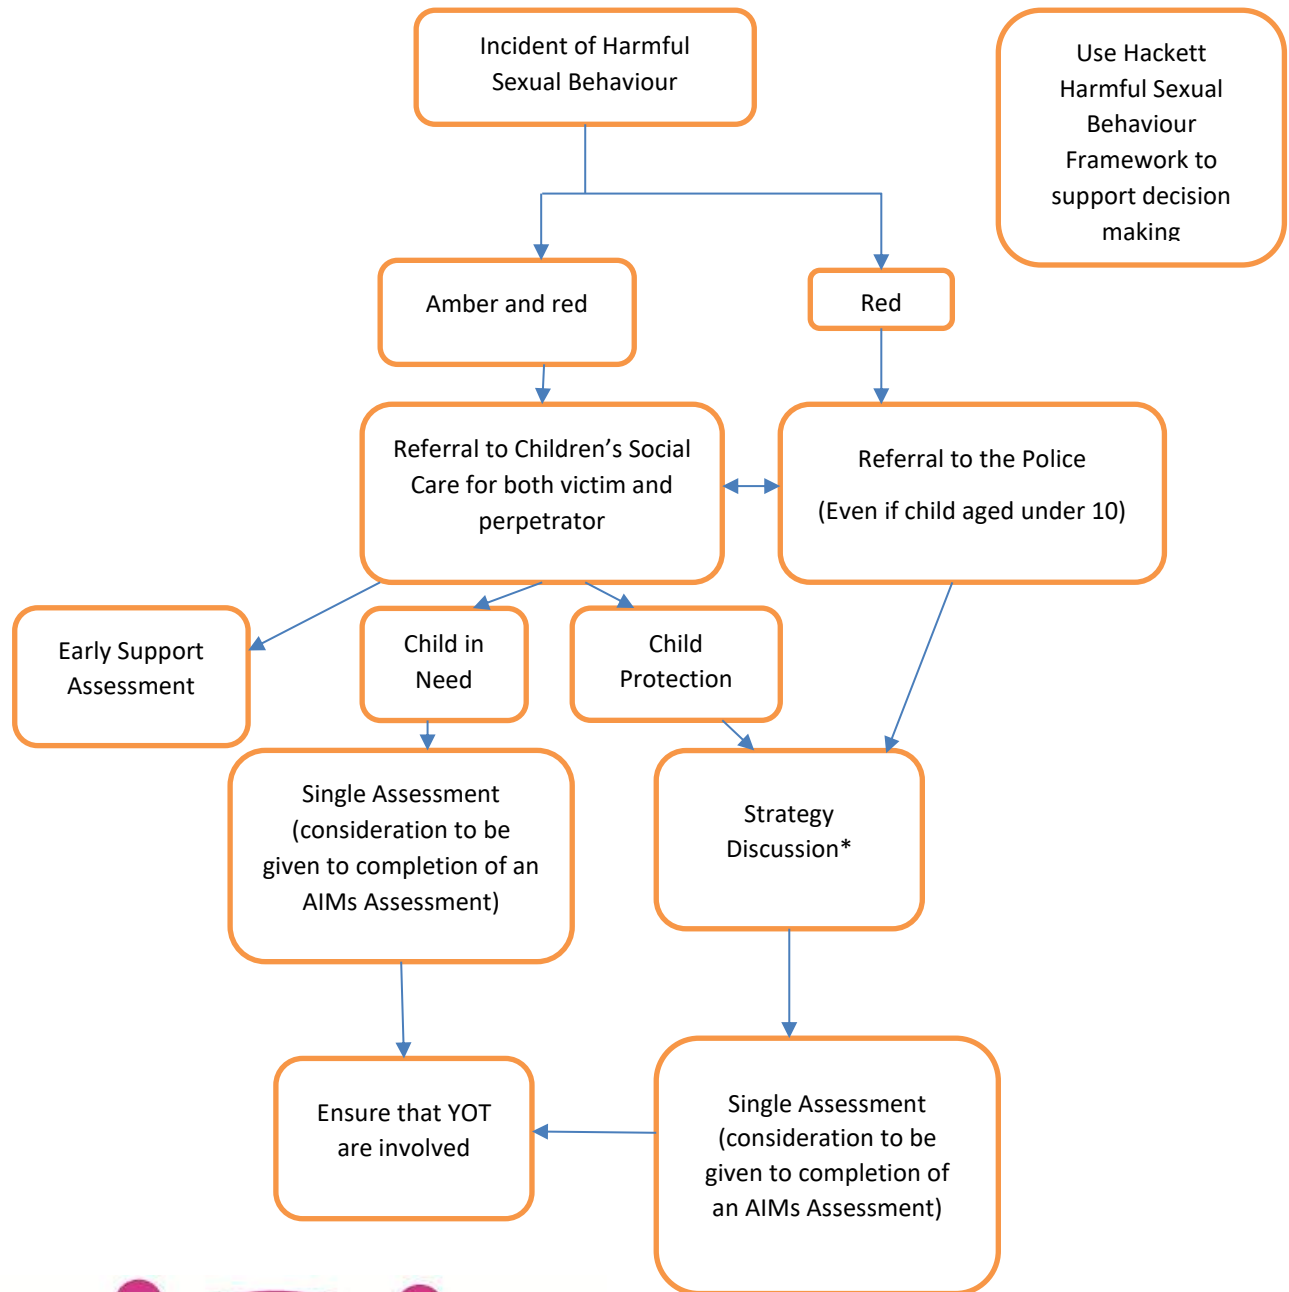 Incident of Harmful
Sexual Behaviour
Use Hackett
Harmful Sexual
Behaviour
Framework to
support decision
making
Amber and red
Red
Referral to Children’s Social
Care for both victim and
perpetrator
Referral to the Police
(Even if child aged under 10)
Early Support
Assessment
Child in
Need
Child
Protection
Single Assessment
(consideration to be
given to completion of an
AIMs Assessment)
Strategy
Discussion*
Ensure that YOT
are involved
Single Assessment
(consideration to be
given to completion of
an AIMs Assessment)